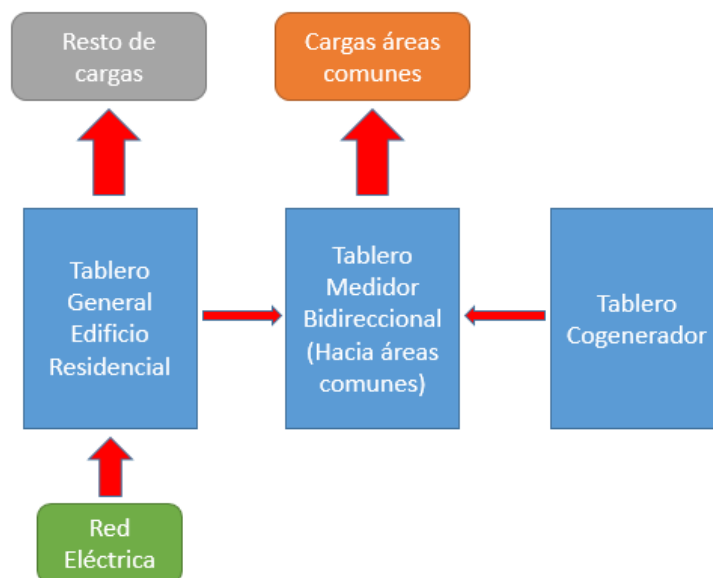 Resto de
cargas
Cargas áreas
comunes
Tablero
General
Edificio
Residencial
Tablero
Medidor
Bidireccional
(Hacia áreas
comunes)
Tablero
Cogenerador
Red
Eléctrica